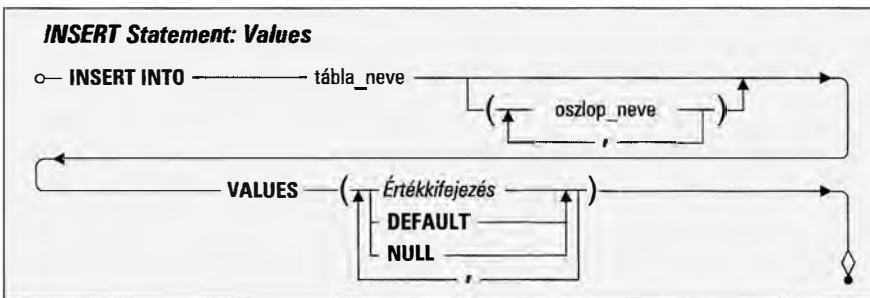 INSERT Statement: Values
INSERT INTO tábla_neve
( oszlop_neve )
,
VALUES ( Értékkifejezés )
DEFAULT
NULL
,